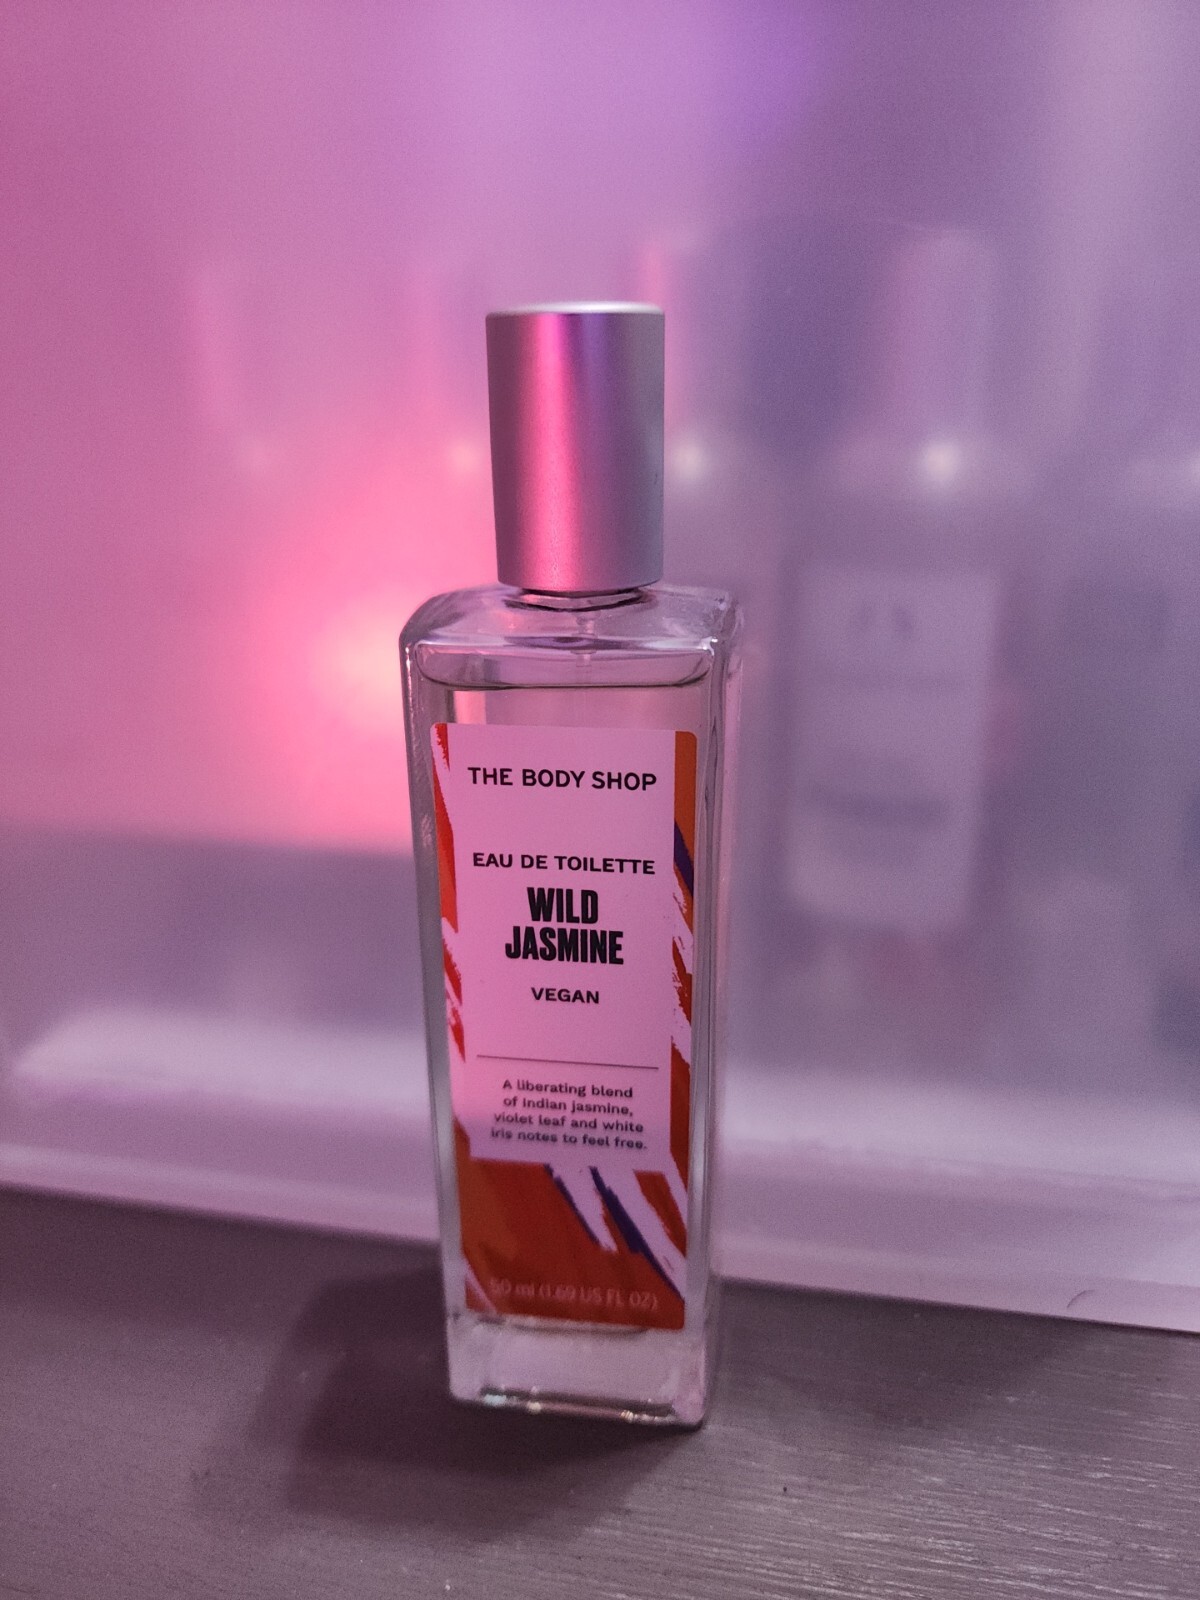 THE BODY SHOP
EAU DE TOILETTE
WILD
JASMINE
VEGAN
A liberating blend
of Indian jasmine,
violet leaf and white
iris notes to feel free.
50 ml (1.69 US FL OZ)